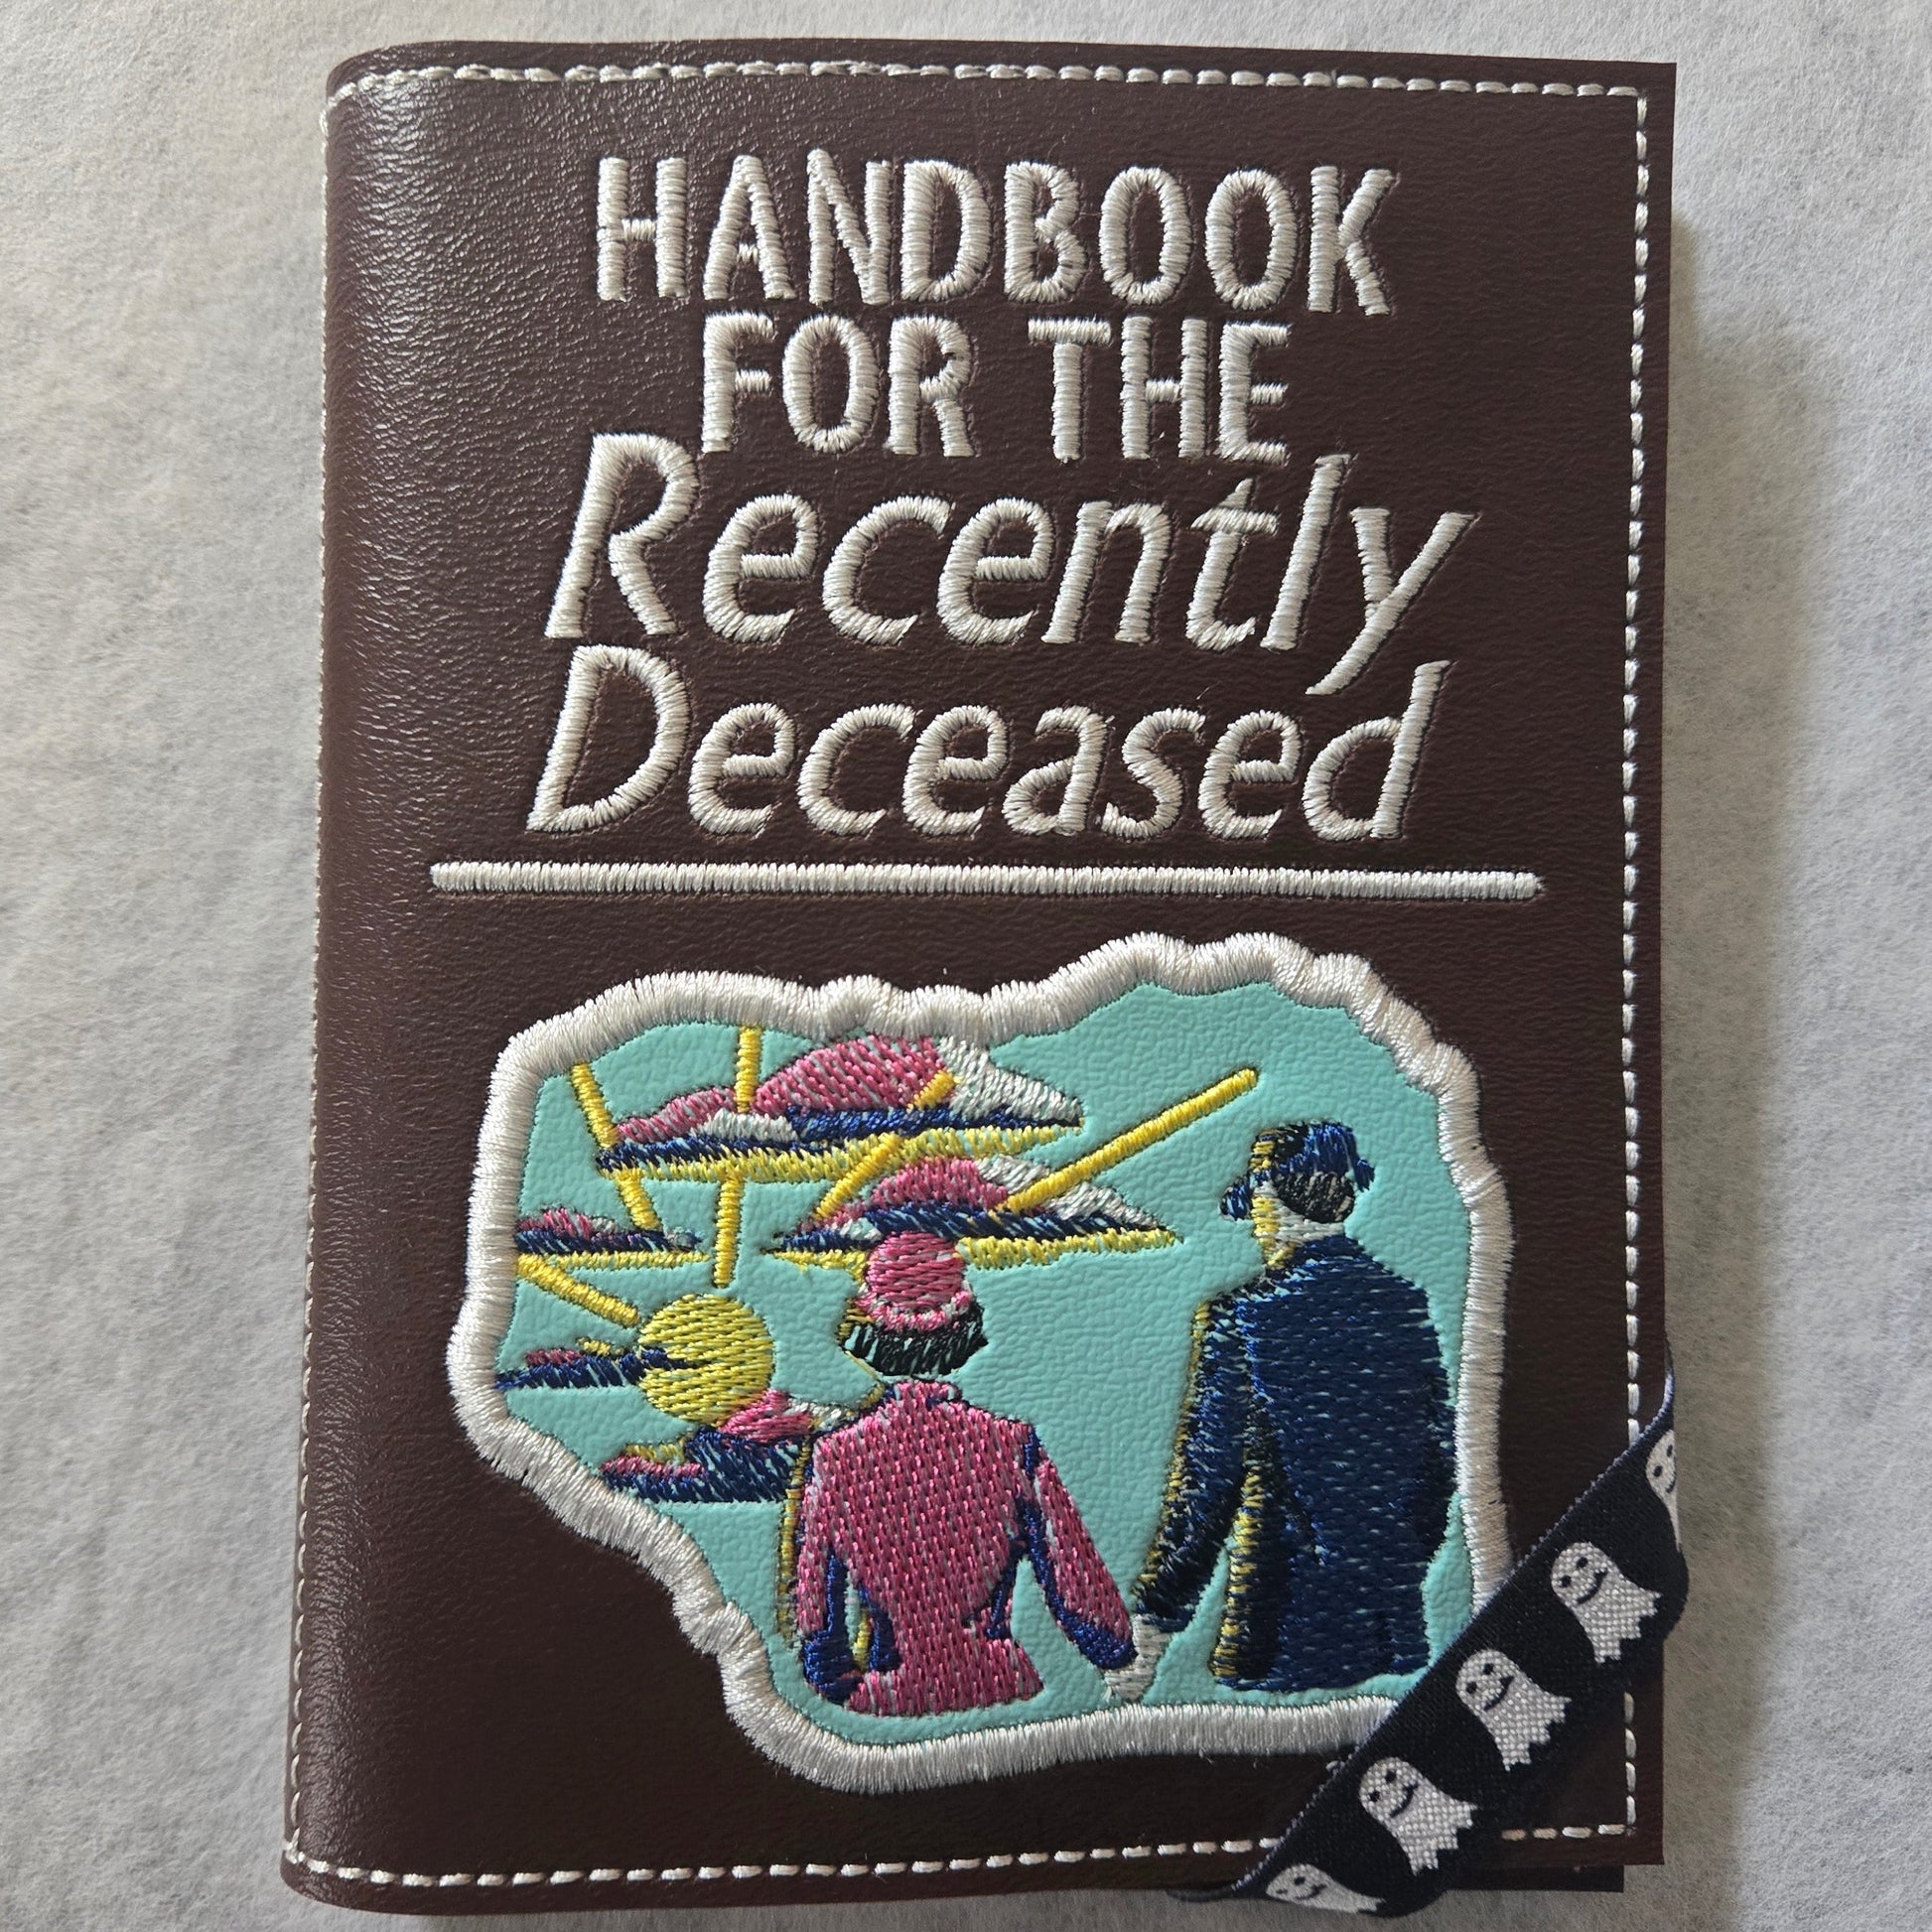 HANDBOOK
FOR THE
Recently
Deceased